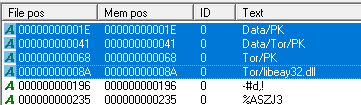 File pos Mem pos ID Text
A 00000000001E 00000000001E 0 Data/PK
A 000000000041 000000000041 0 Data/Tor/PK
A 000000000068 000000000068 0 Tor/PK
A 00000000008A 00000000008A 0 Tor/libeay32.dll
A 000000000196 000000000196 0 -#d,!
A 000000000235 000000000235 0 %ASZJ3